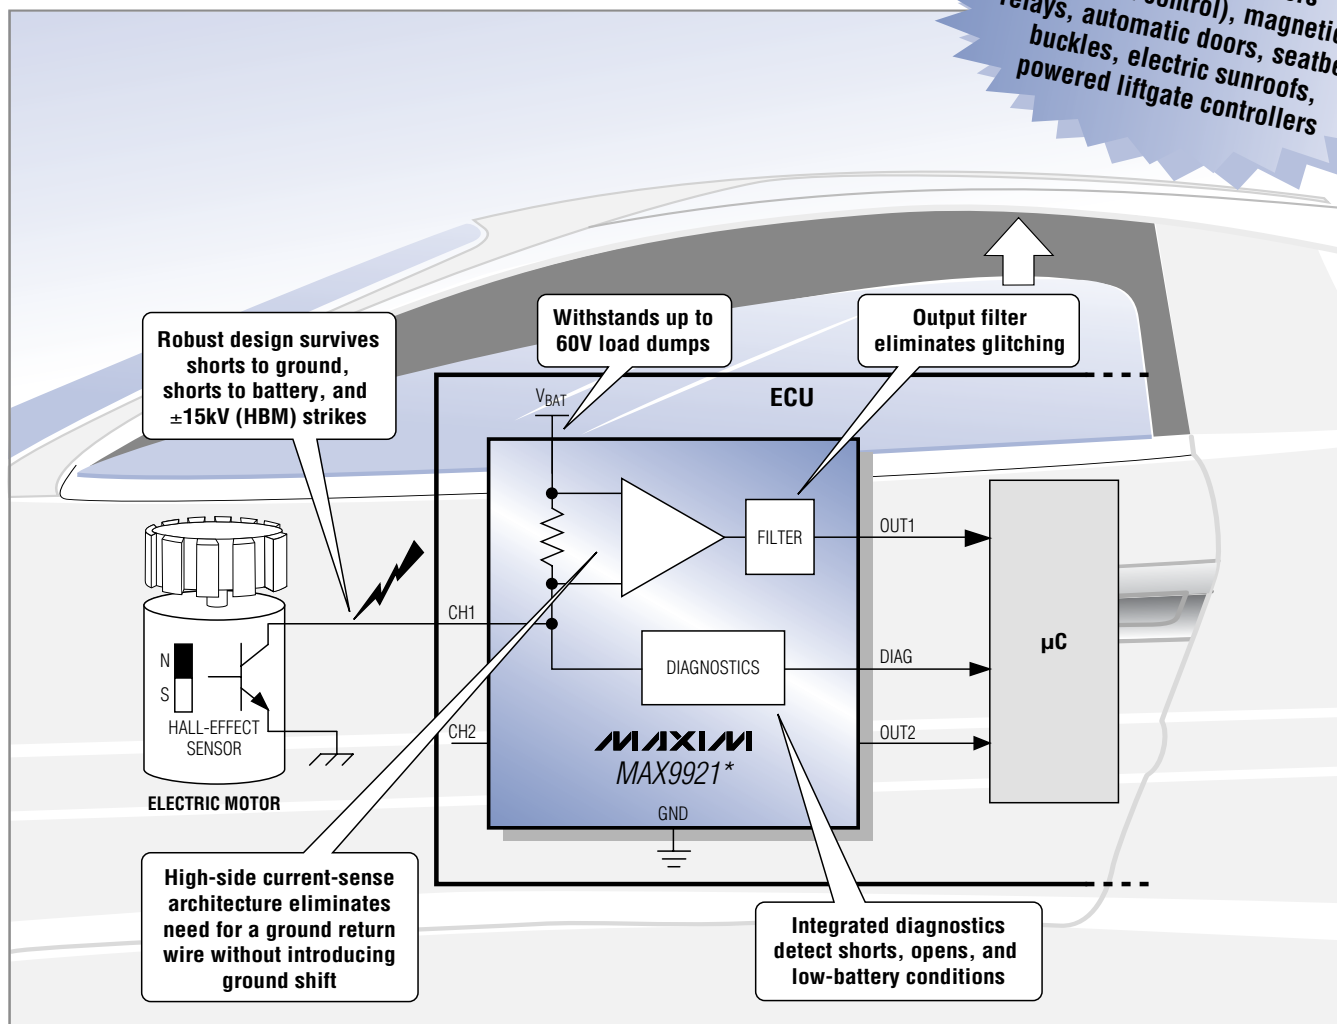 control), magnetic
relays, automatic doors, seatbe
buckles, electric sunroofs,
powered liftgate controllers
Robust design survives
shorts to ground,
shorts to battery, and
±15kV (HBM) strikes
Withstands up to
60V load dumps
Output filter
eliminates glitching
ECU
VBAT
FILTER
OUT1
CH1
DIAGNOSTICS
DIAG
µC
N
S
HALL-EFFECT
SENSOR
CH2
MAXIM
MAX9921*
OUT2
GND
ELECTRIC MOTOR
High-side current-sense
architecture eliminates
need for a ground return
wire without introducing
ground shift
Integrated diagnostics
detect shorts, opens, and
low-battery conditions